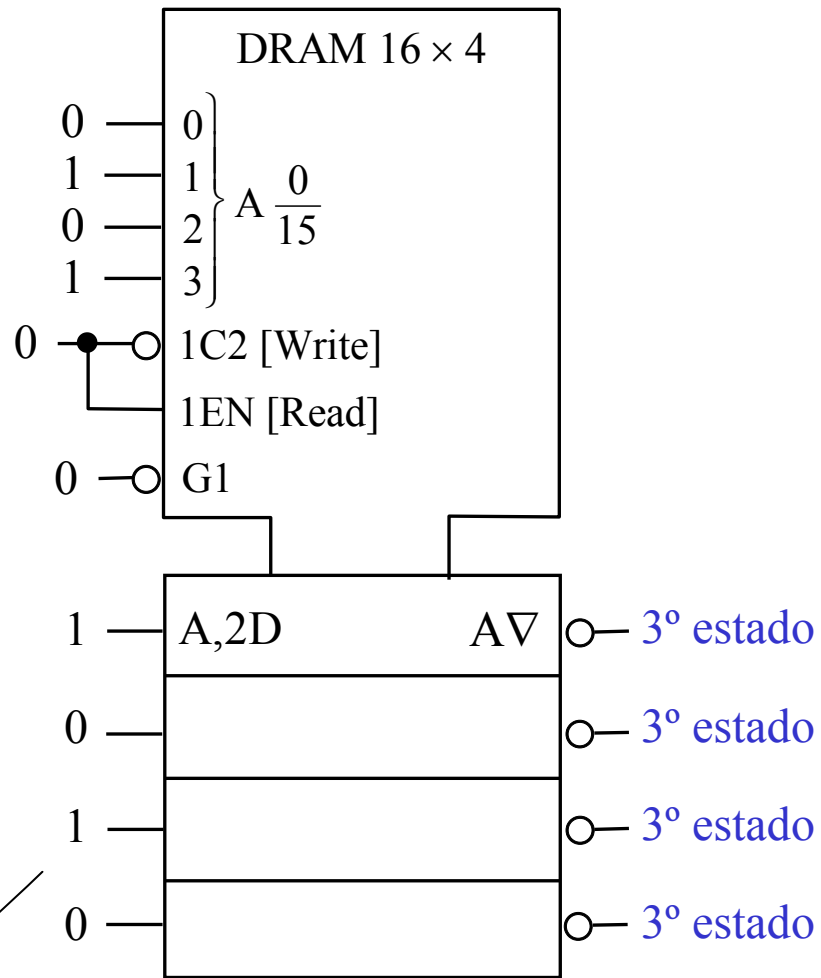 DRAM 16 × 4
0 0
1 1
A 0/15
0 2
1 3
0 1C2 [Write]
1EN [Read]
0 G1
1 A,2D A∇ 3º estado
0 3º estado
1 3º estado
0 3º estado